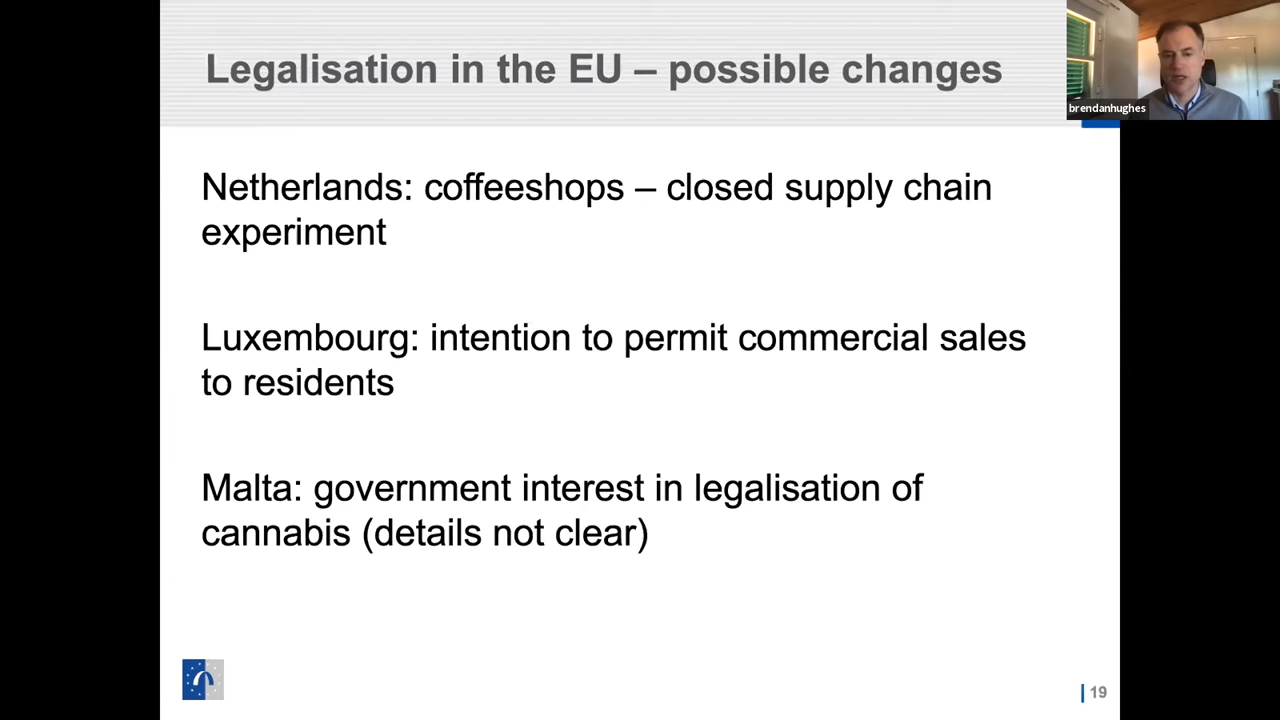 Legalisation in the EU – possible changes
brendanhughes
Netherlands: coffeeshops – closed supply chain
experiment
Luxembourg: intention to permit commercial sales
to residents
Malta: government interest in legalisation of
cannabis (details not clear)
19